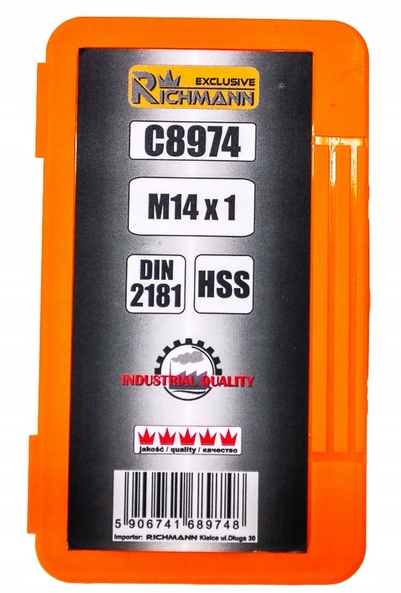 EXCLUSIVE
RICHMANN
C8974
M14 x 1
DIN
2181
HSS
INDUSTRIAL QUALITY
jakość / quality / качество
5 906741 689748
Importer: RICHMANN Kielce ul.Długa 30